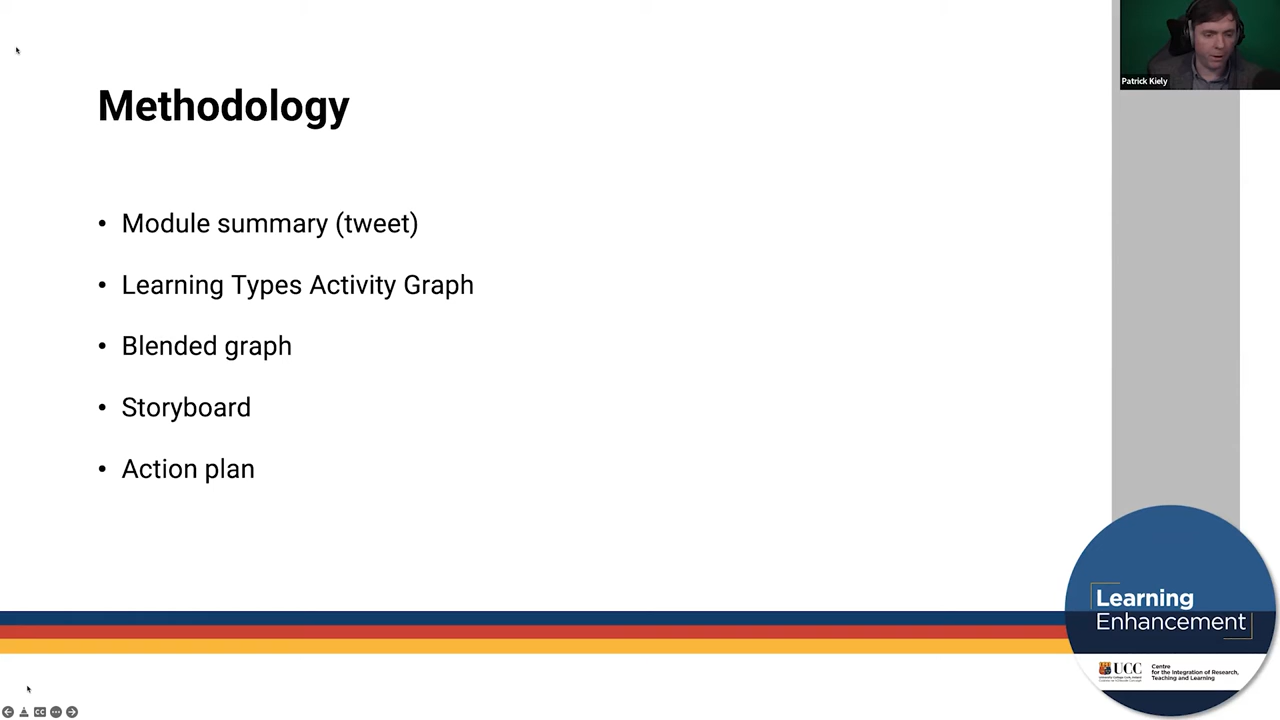 Patrick Kiely
Methodology
• Module summary (tweet)
• Learning Types Activity Graph
• Blended graph
• Storyboard
• Action plan
Learning
Enhancement
UCC
Centre
for the Integration of Research,
Teaching and Learning
CC